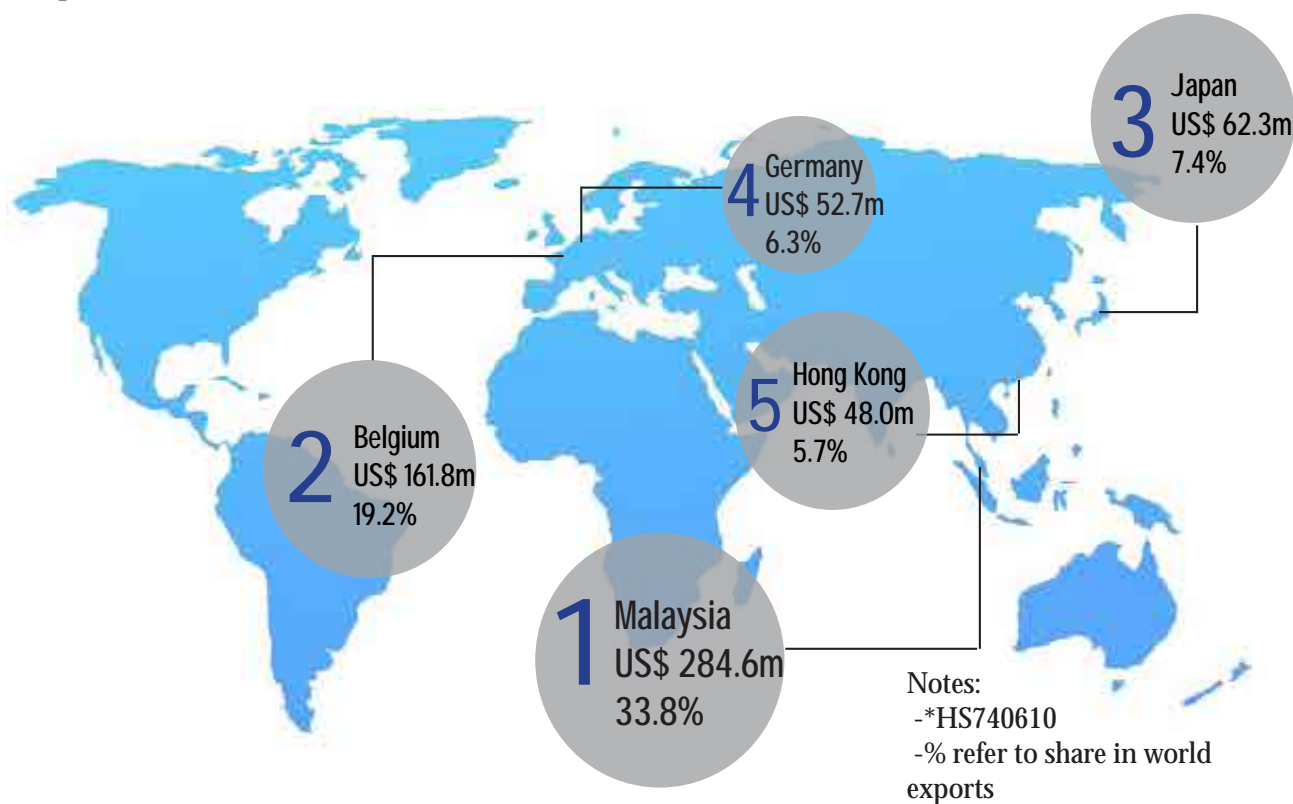 3
Japan
US$ 62.3m
7.4%
4
Germany
US$ 52.7m
6.3%
5
Hong Kong
US$ 48.0m
5.7%
2
Belgium
US$ 161.8m
19.2%
1
Malaysia
US$ 284.6m
33.8%
Notes:
-*HS740610
-% refer to share in world
exports